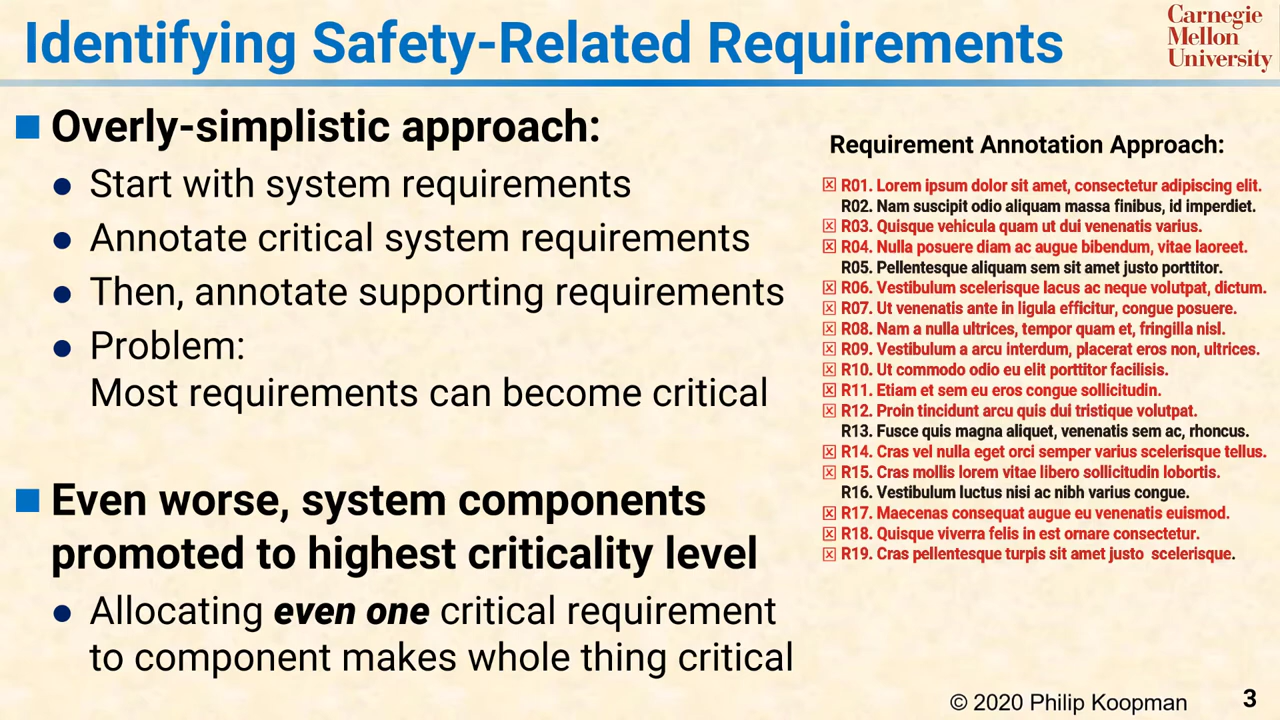 Identifying Safety-Related Requirements
Carnegie
Mellon
University
Overly-simplistic approach:
Start with system requirements
Annotate critical system requirements
Then, annotate supporting requirements
Problem:
Most requirements can become critical
Even worse, system components
promoted to highest criticality level
Allocating even one critical requirement
to component makes whole thing critical
Requirement Annotation Approach:
R01. Lorem ipsum dolor sit amet, consectetur adipiscing elit.
R02. Nam suscipit odio aliquam massa finibus, id imperdiet.
R03. Quisque vehicula quam ut dui venenatis varius.
R04. Nulla posuere diam ac augue bibendum, vitae laoreet.
R05. Pellentesque aliquam sem sit amet justo porttitor.
R06. Vestibulum scelerisque lacus ac neque volutpat, dictum.
R07. Ut venenatis ante in ligula efficitur, congue posuere.
R08. Nam a nulla ultrices, tempor quam et, fringilla nisl.
R09. Vestibulum a arcu interdum, placerat eros non, ultrices.
R10. Ut commodo odio eu elit porttitor facilisis.
R11. Etiam et sem eu eros congue sollicitudin.
R12. Proin tincidunt arcu quis dui tristique volutpat.
R13. Fusce quis magna aliquet, venenatis sem ac, rhoncus.
R14. Cras vel nulla eget orci semper varius scelerisque tellus.
R15. Cras mollis lorem vitae libero sollicitudin lobortis.
R16. Vestibulum luctus nisi ac nibh varius congue.
R17. Maecenas consequat augue eu venenatis euismod.
R18. Quisque viverra felis in est ornare consectetur.
R19. Cras pellentesque turpis sit amet justo scelerisque.
© 2020 Philip Koopman
3